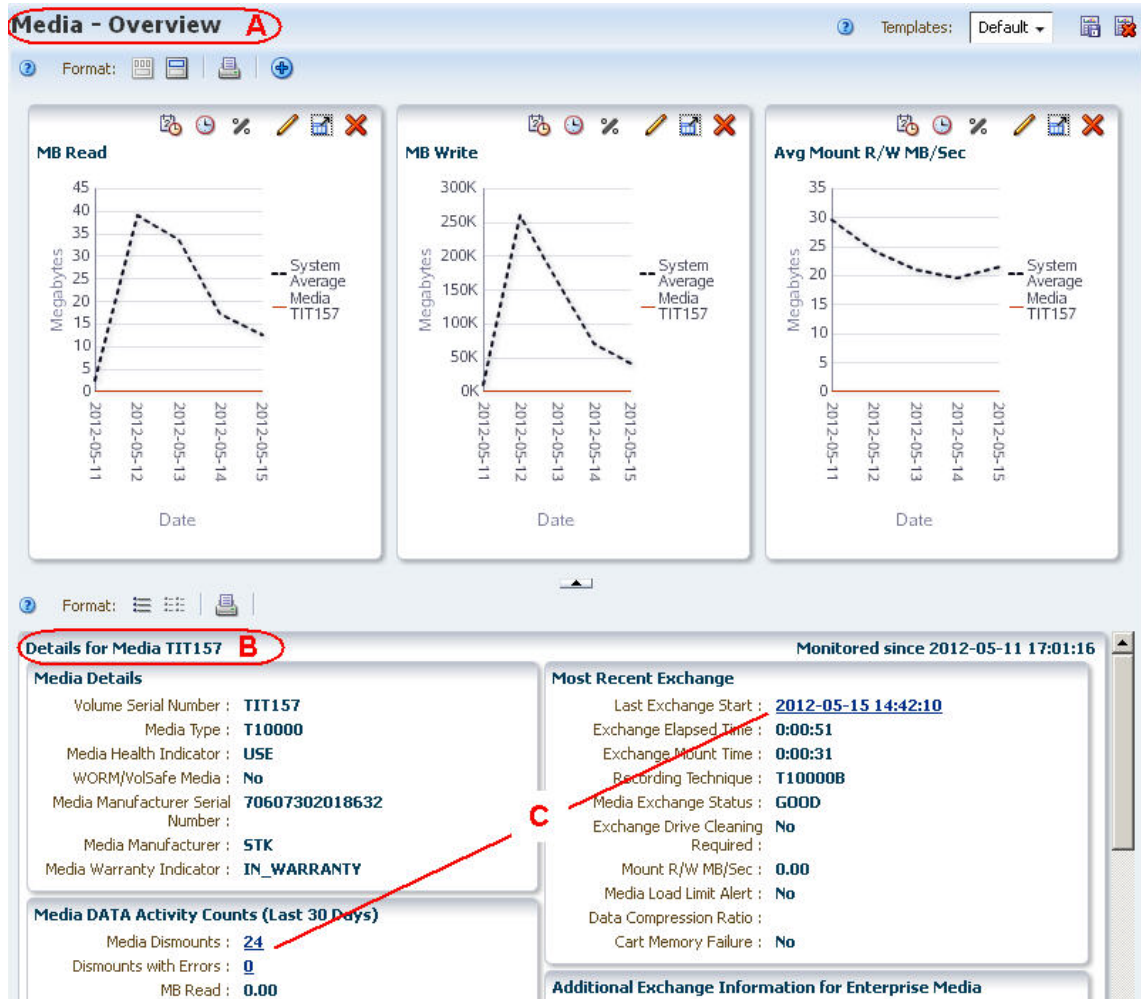 Media - Overview A
Templates: Default
Format:
MB Read
45
40
35
30
25
20
15
10
5
0
Megabytes
System Average
Media TIT157
2012-05-11
2012-05-12
2012-05-13
2012-05-14
2012-05-15
Date
MB Write
300K
250K
200K
150K
100K
50K
0K
Megabytes
System Average
Media TIT157
2012-05-11
2012-05-12
2012-05-13
2012-05-14
2012-05-15
Date
Avg Mount R/W MB/Sec
35
30
25
20
15
10
5
0
Megabytes
System Average
Media TIT157
2012-05-11
2012-05-12
2012-05-13
2012-05-14
2012-05-15
Date
Format:
Details for Media TIT157 B
Monitored since 2012-05-11 17:01:16
Media Details
Volume Serial Number : TIT157
Media Type : T10000
Media Health Indicator : USE
WORM/VolSafe Media : No
Media Manufacturer Serial Number : 70607302018632
Media Manufacturer : STK
Media Warranty Indicator : IN_WARRANTY
Media DATA Activity Counts (Last 30 Days)
Media Dismounts : 24
Dismounts with Errors : 0
MB Read : 0.00
C
Most Recent Exchange
Last Exchange Start : 2012-05-15 14:42:10
Exchange Elapsed Time : 0:00:51
Exchange Mount Time : 0:00:31
Recording Technique : T10000B
Media Exchange Status : GOOD
Exchange Drive Cleaning Required : No
Mount R/W MB/Sec : 0.00
Media Load Limit Alert : No
Data Compression Ratio :
Cart Memory Failure : No
Additional Exchange Information for Enterprise Media